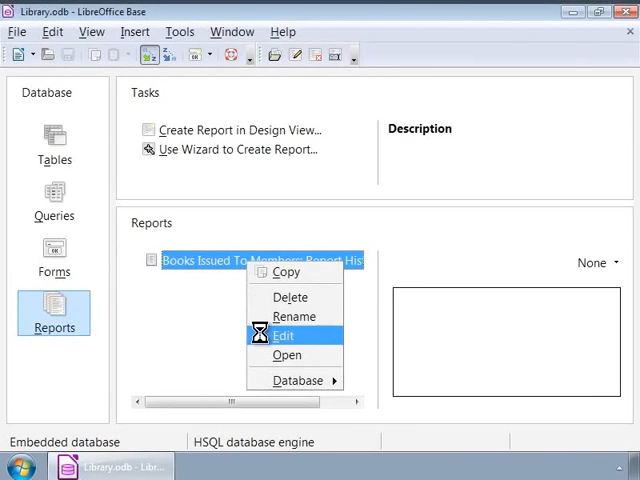 Library.odb - LibreOffice Base
File Edit View Insert Tools Window Help
Database
Tables
Queries
Forms
Reports
Tasks
Create Report in Design View...
Use Wizard to Create Report...
Description
Reports
Books Issued To Members: Report His
None
Copy
Delete
Rename
Edit
Open
Database
Embedded database
HSQL database engine
Library.odb - Libr...